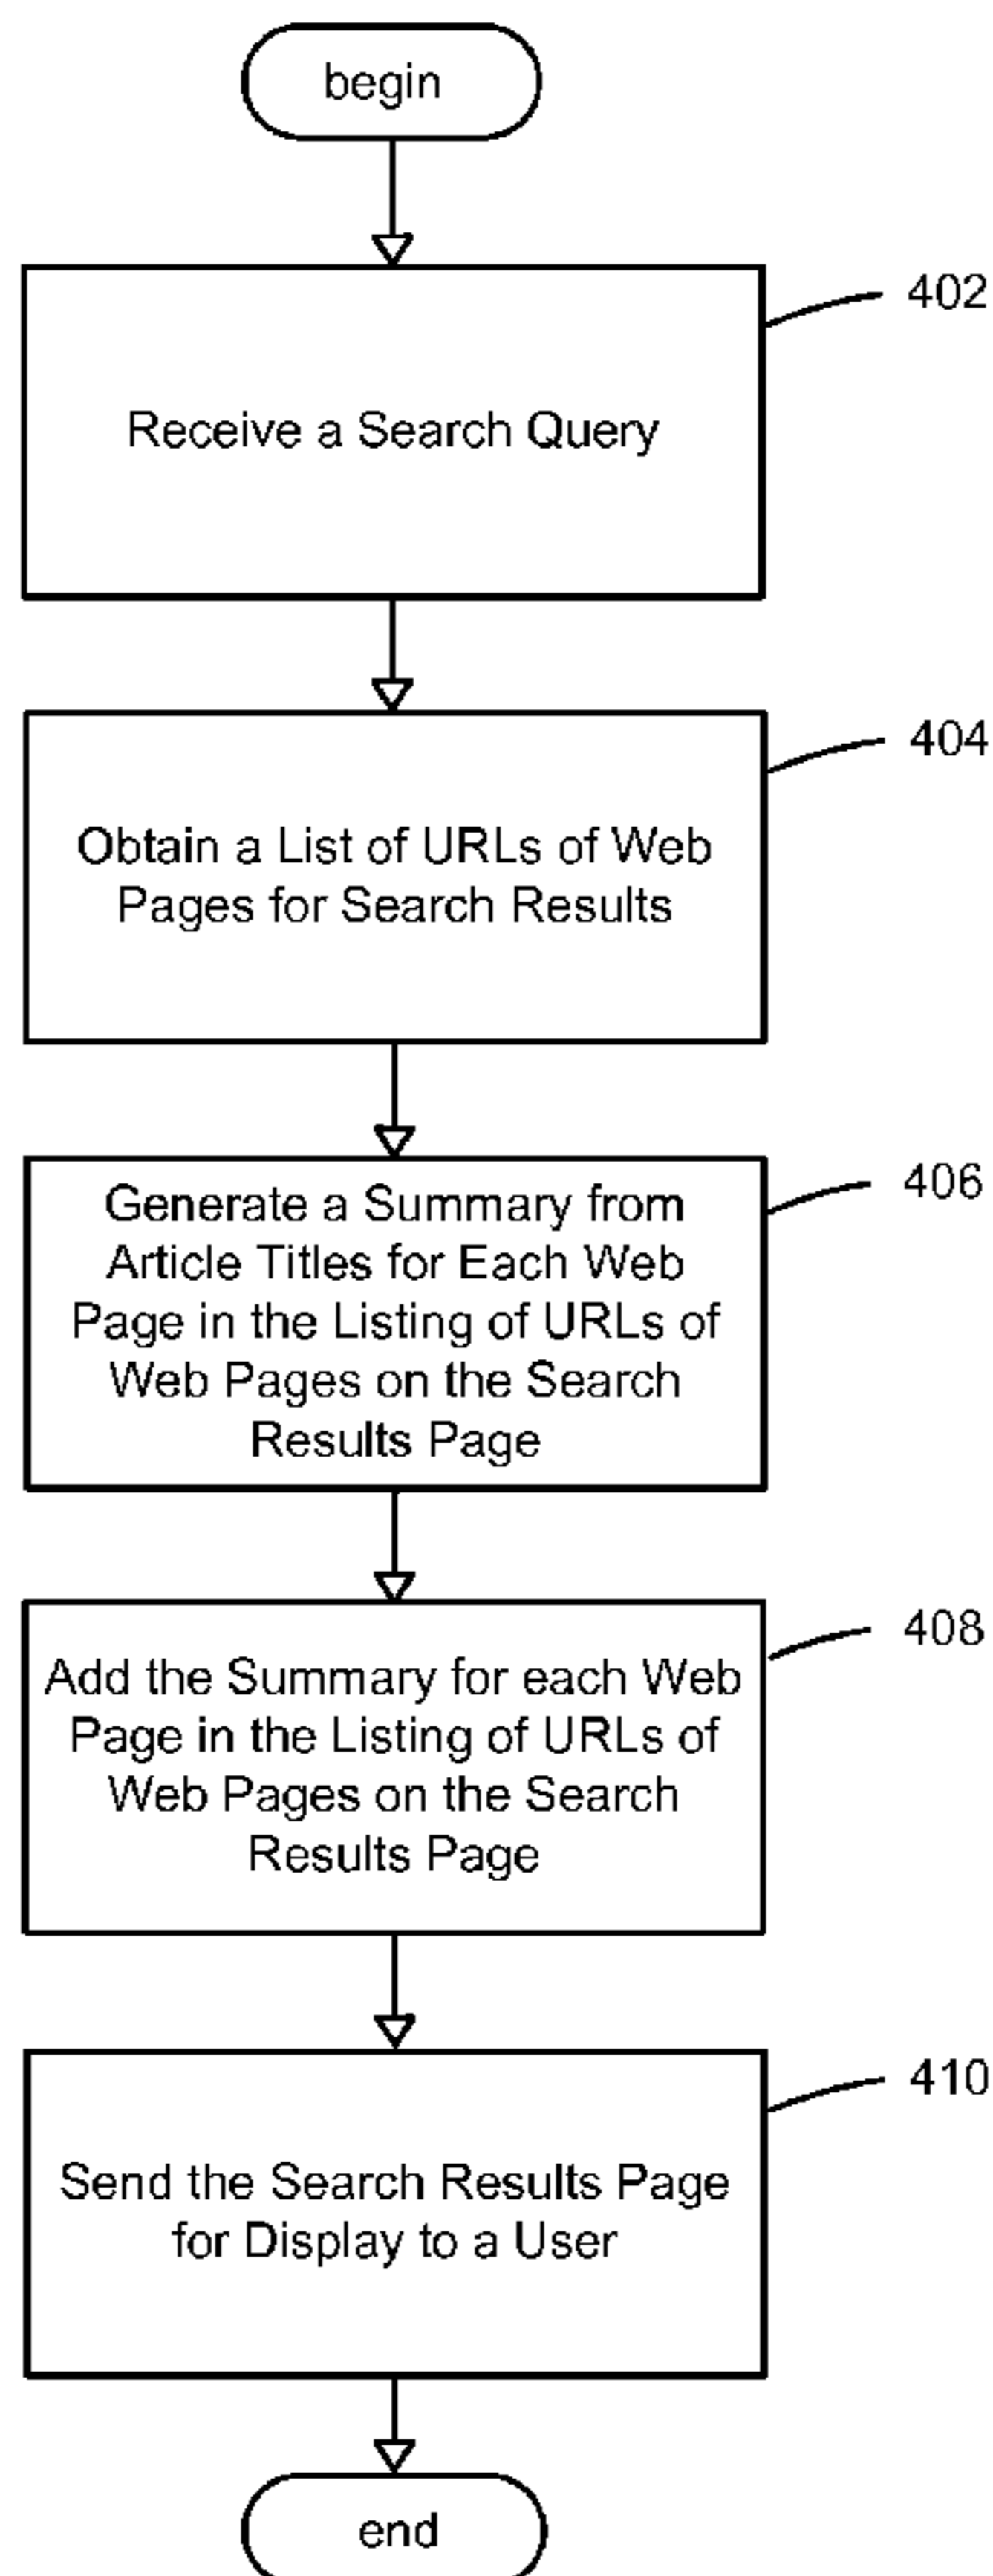 begin
402
Receive a Search Query
404
Obtain a List of URLs of Web
Pages for Search Results
406
Generate a Summary from
Article Titles for Each Web
Page in the Listing of URLs of
Web Pages on the Search
Results Page
408
Add the Summary for each Web
Page in the Listing of URLs of
Web Pages on the Search
Results Page
410
Send the Search Results Page
for Display to a User
end